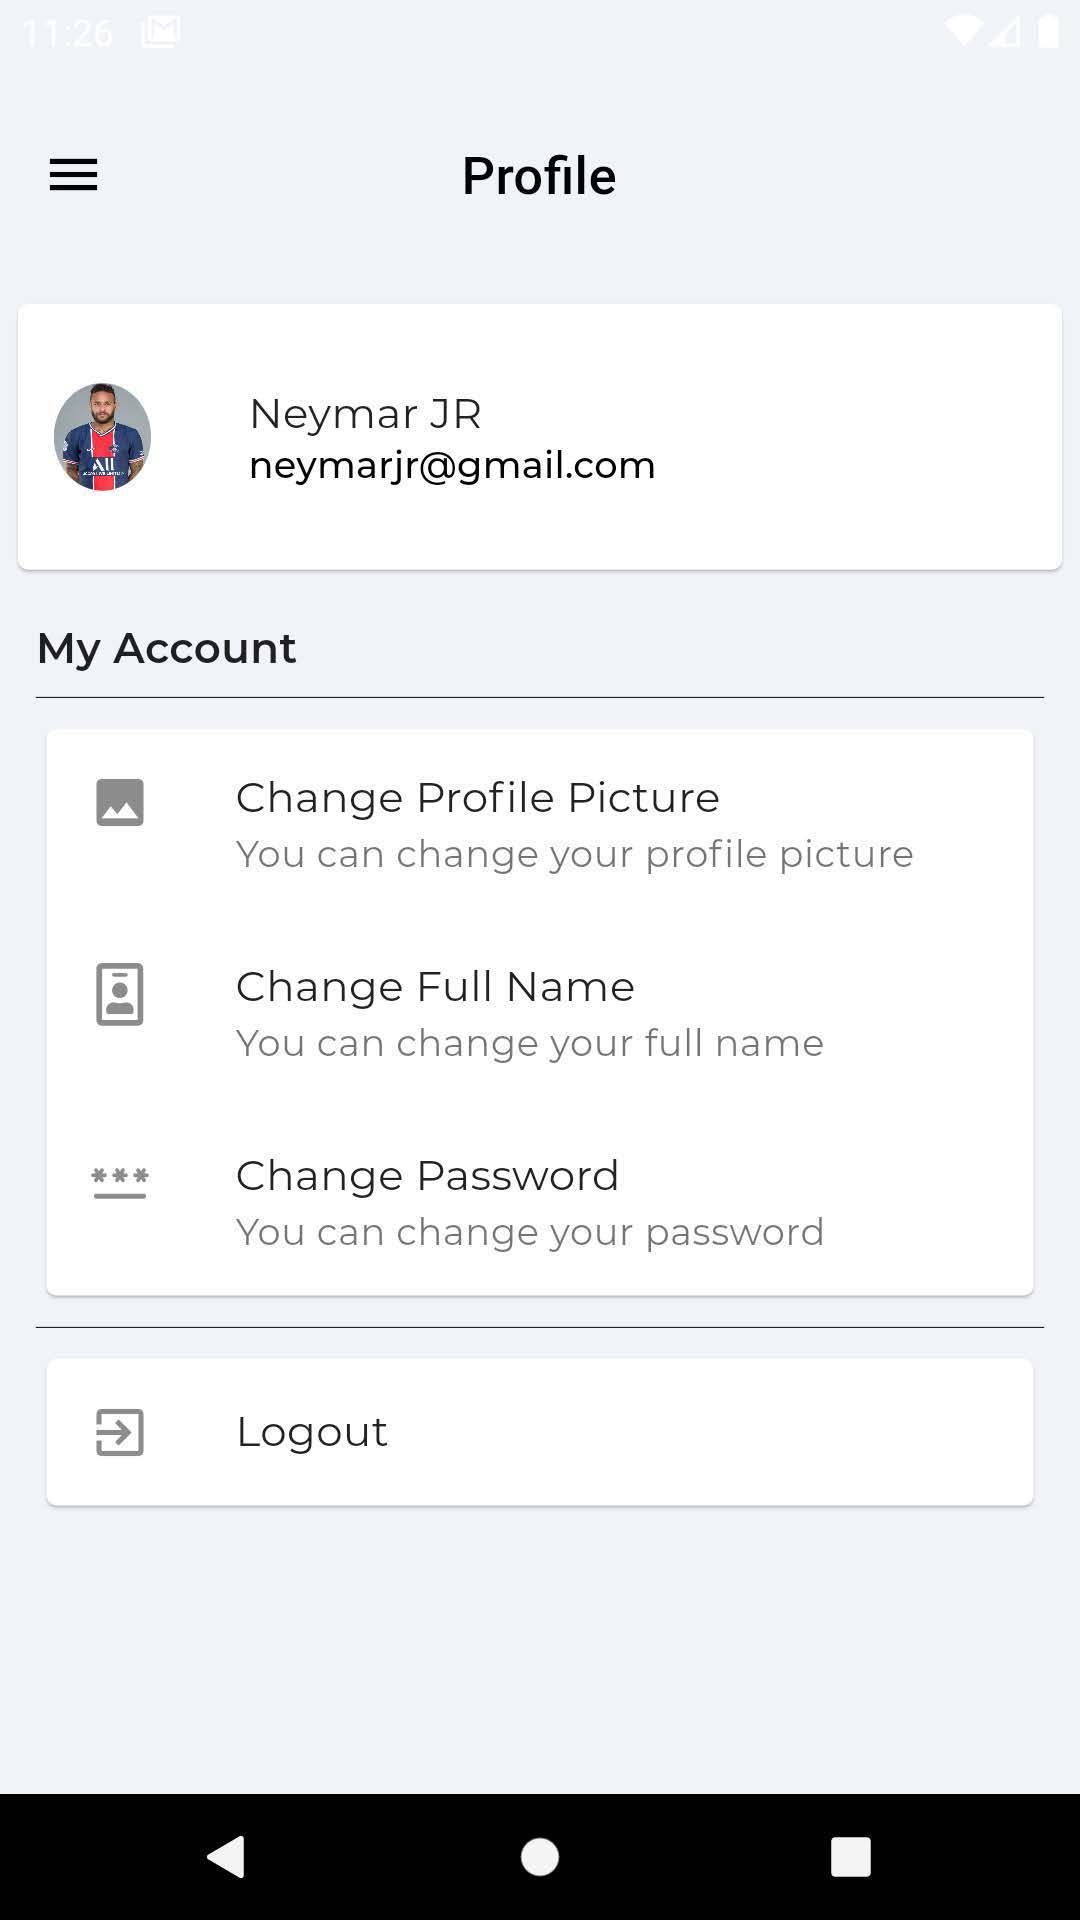 11:26
Profile
Neymar JR
neymarjr@gmail.com
My Account
Change Profile Picture
You can change your profile picture
Change Full Name
You can change your full name
*** Change Password
You can change your password
Logout